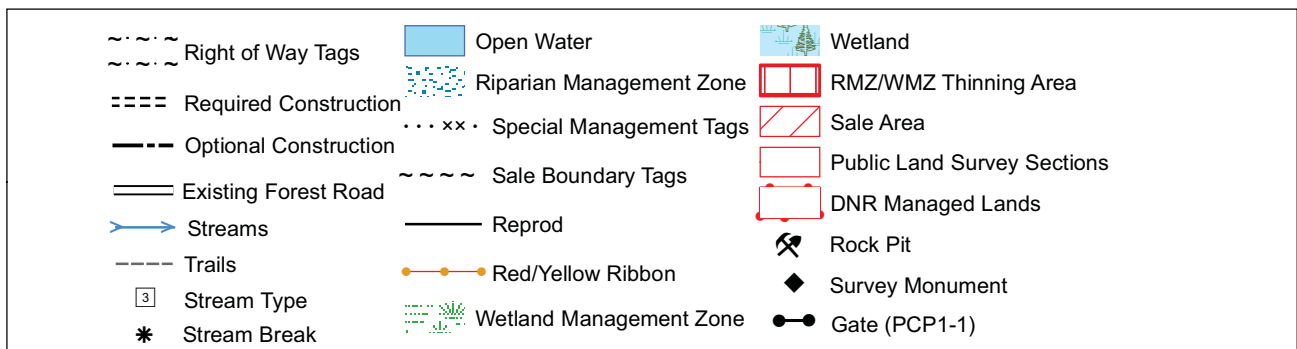 Right of Way Tags
Required Construction
Optional Construction
Existing Forest Road
Streams
Trails
3 Stream Type
Stream Break
Open Water
Riparian Management Zone
Special Management Tags
Sale Boundary Tags
Reprod
Red/Yellow Ribbon
Wetland Management Zone
Wetland
RMZ/WMZ Thinning Area
Sale Area
Public Land Survey Sections
DNR Managed Lands
Rock Pit
Survey Monument
Gate (PCP1-1)